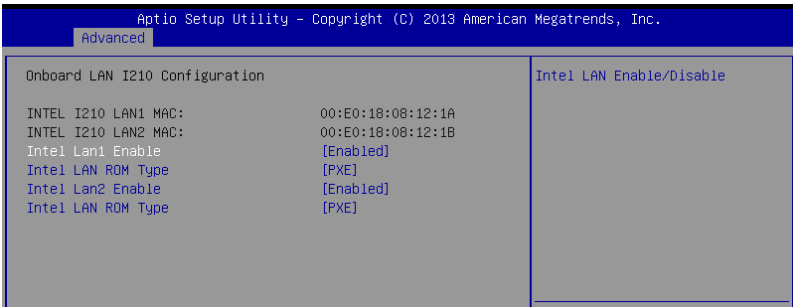 Aptio Setup Utility – Copyright (C) 2013 American Megatrends, Inc.
Advanced
Onboard LAN I210 Configuration
Intel LAN Enable/Disable
INTEL I210 LAN1 MAC: 00:E0:18:08:12:1A
INTEL I210 LAN2 MAC: 00:E0:18:08:12:1B
Intel Lan1 Enable [Enabled]
Intel LAN ROM Type [PXE]
Intel Lan2 Enable [Enabled]
Intel LAN ROM Type [PXE]